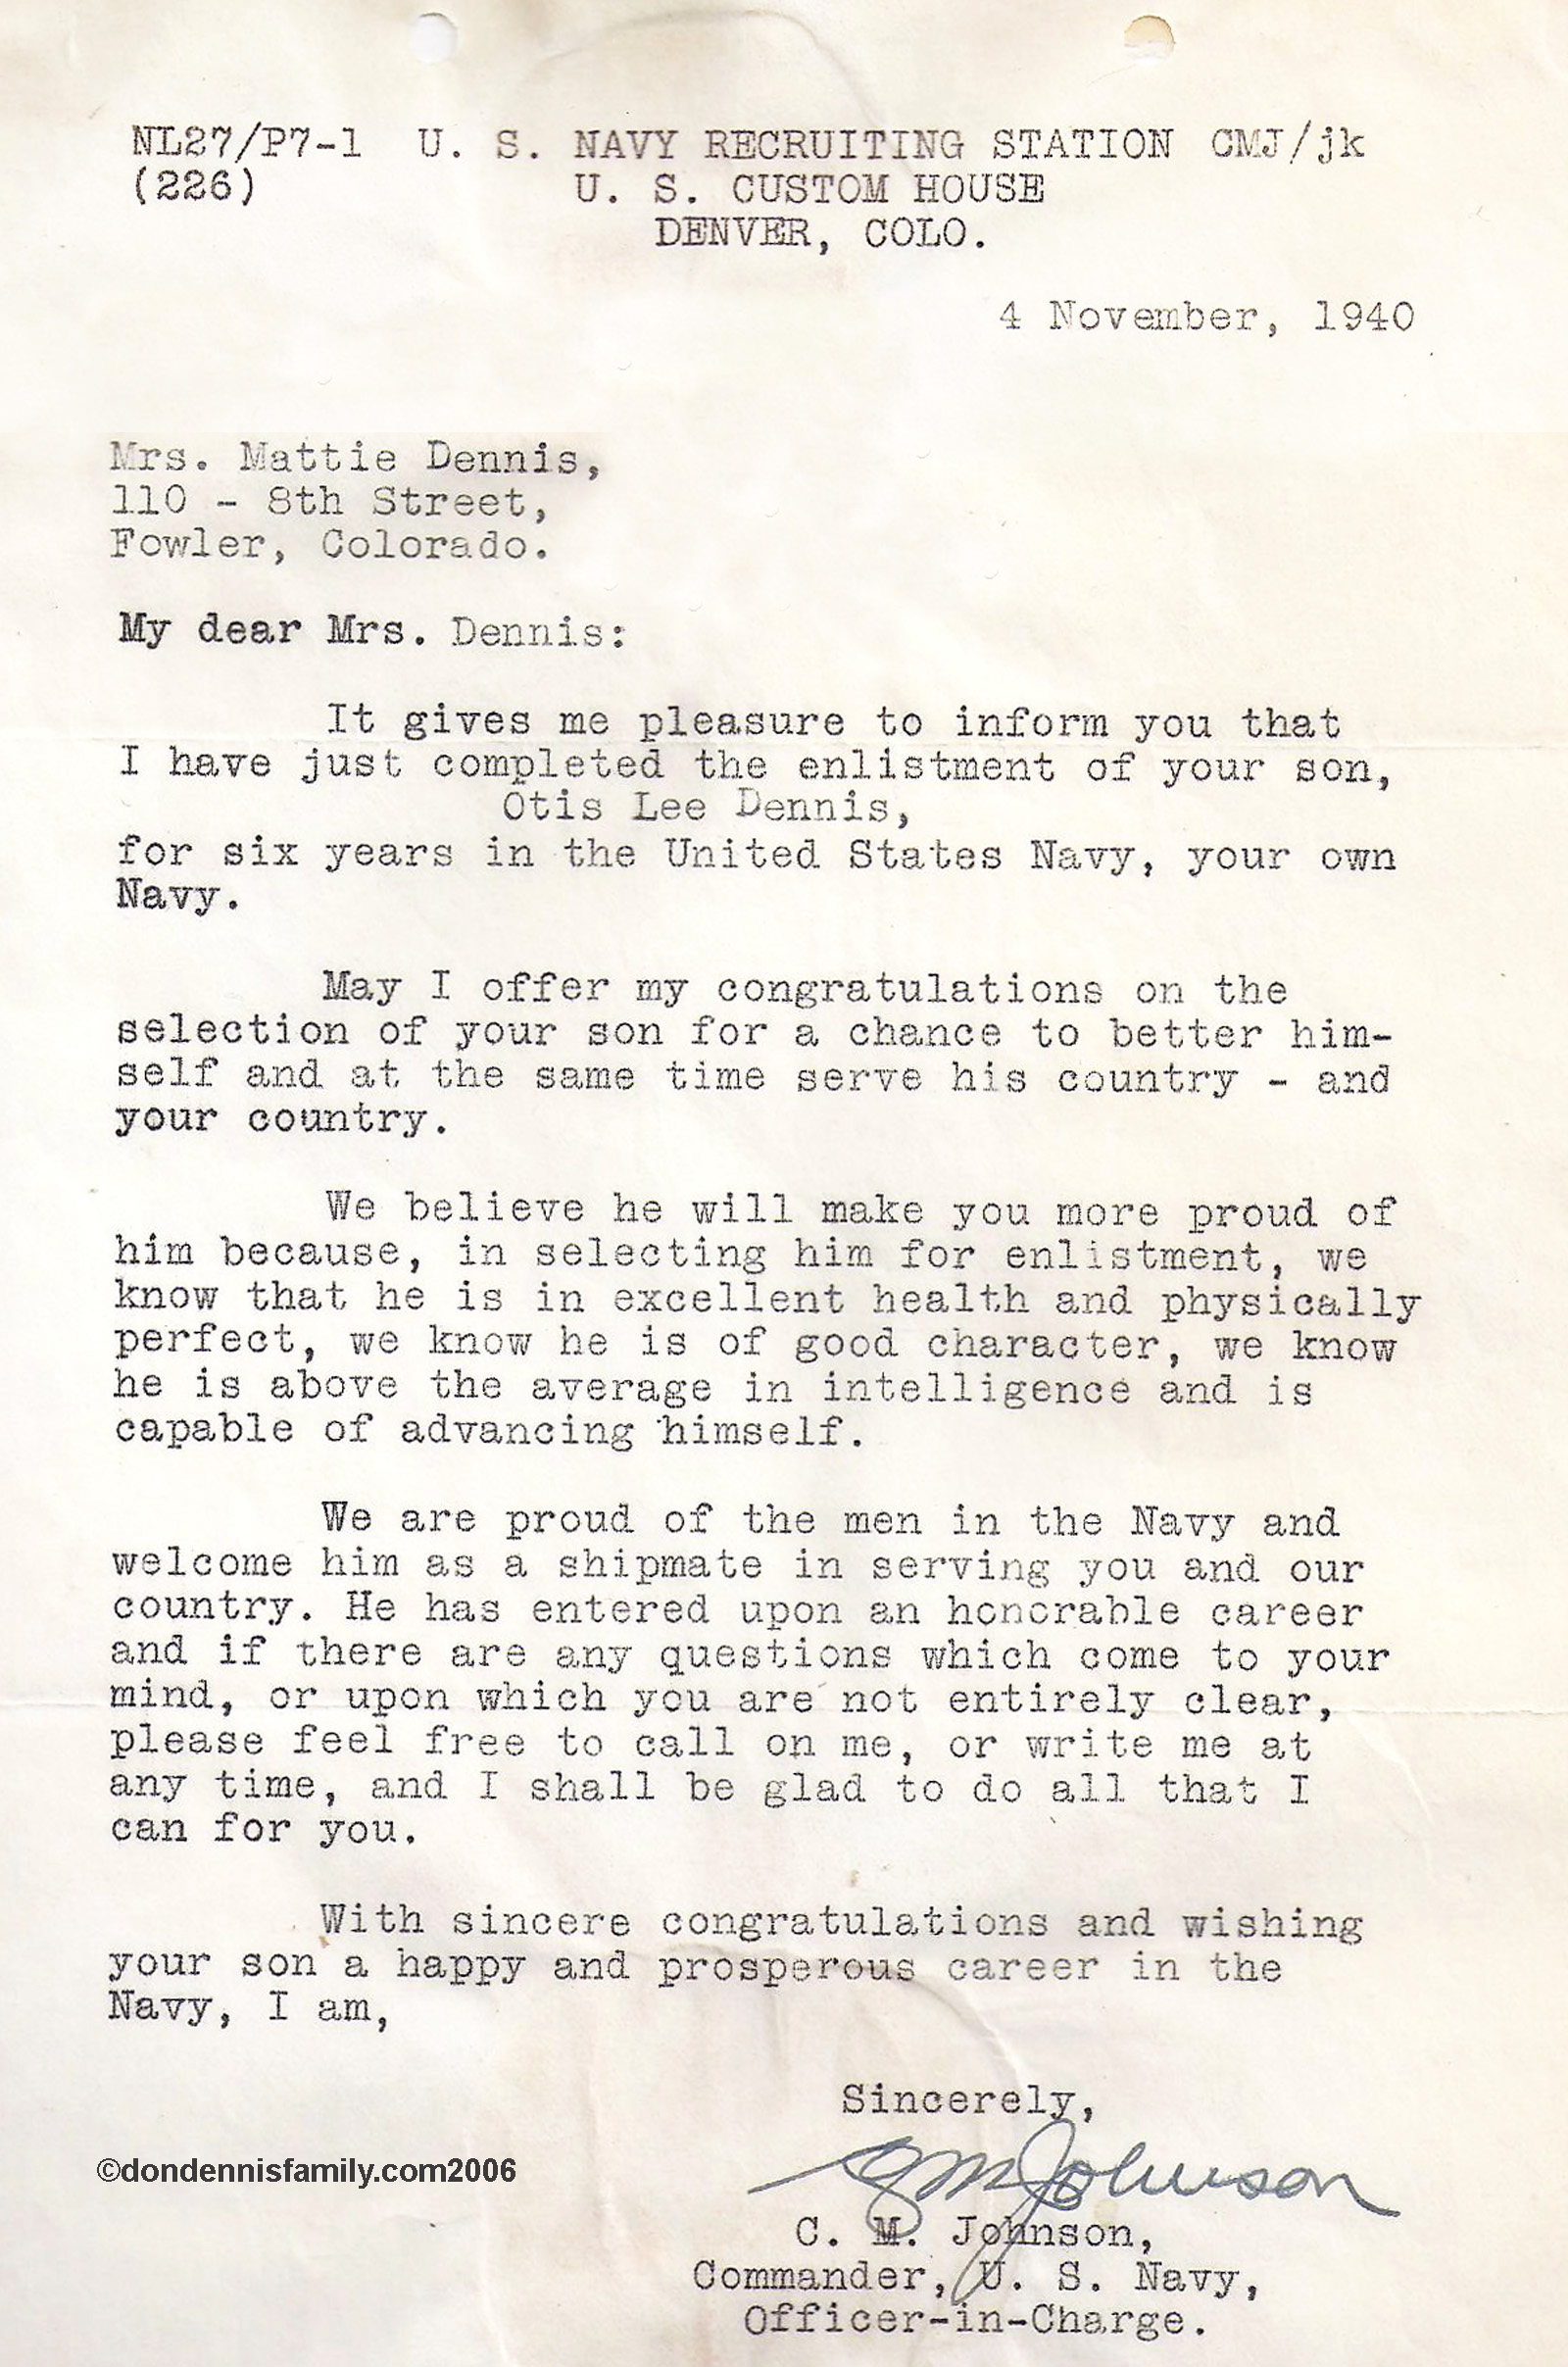 NL27/P7-1 U. S. NAVY RECRUITING STATION CMJ/jk
(226) U. S. CUSTOM HOUSE
DENVER, COLO.
4 November, 1940
Mrs. Mattie Dennis,
110 - 8th Street,
Fowler, Colorado.
My dear Mrs. Dennis:
It gives me pleasure to inform you that
I have just completed the enlistment of your son,
Otis Lee Dennis,
for six years in the United States Navy, your own
Navy.
May I offer my congratulations on the
selection of your son for a chance to better him-
self and at the same time serve his country - and
your country.
We believe he will make you more proud of
him because, in selecting him for enlistment, we
know that he is in excellent health and physically
perfect, we know he is of good character, we know
he is above the average in intelligence and is
capable of advancing himself.
We are proud of the men in the Navy and
welcome him as a shipmate in serving you and our
country. He has entered upon an honorable career
and if there are any questions which come to your
mind, or upon which you are not entirely clear,
please feel free to call on me, or write me at
any time, and I shall be glad to do all that I
can for you.
With sincere congratulations and wishing
your son a happy and prosperous career in the
Navy, I am,
Sincerely,
CMJohnson
C. M. Johnson,
Commander, U. S. Navy,
Officer-in-Charge.
©dondennisfamily.com2006